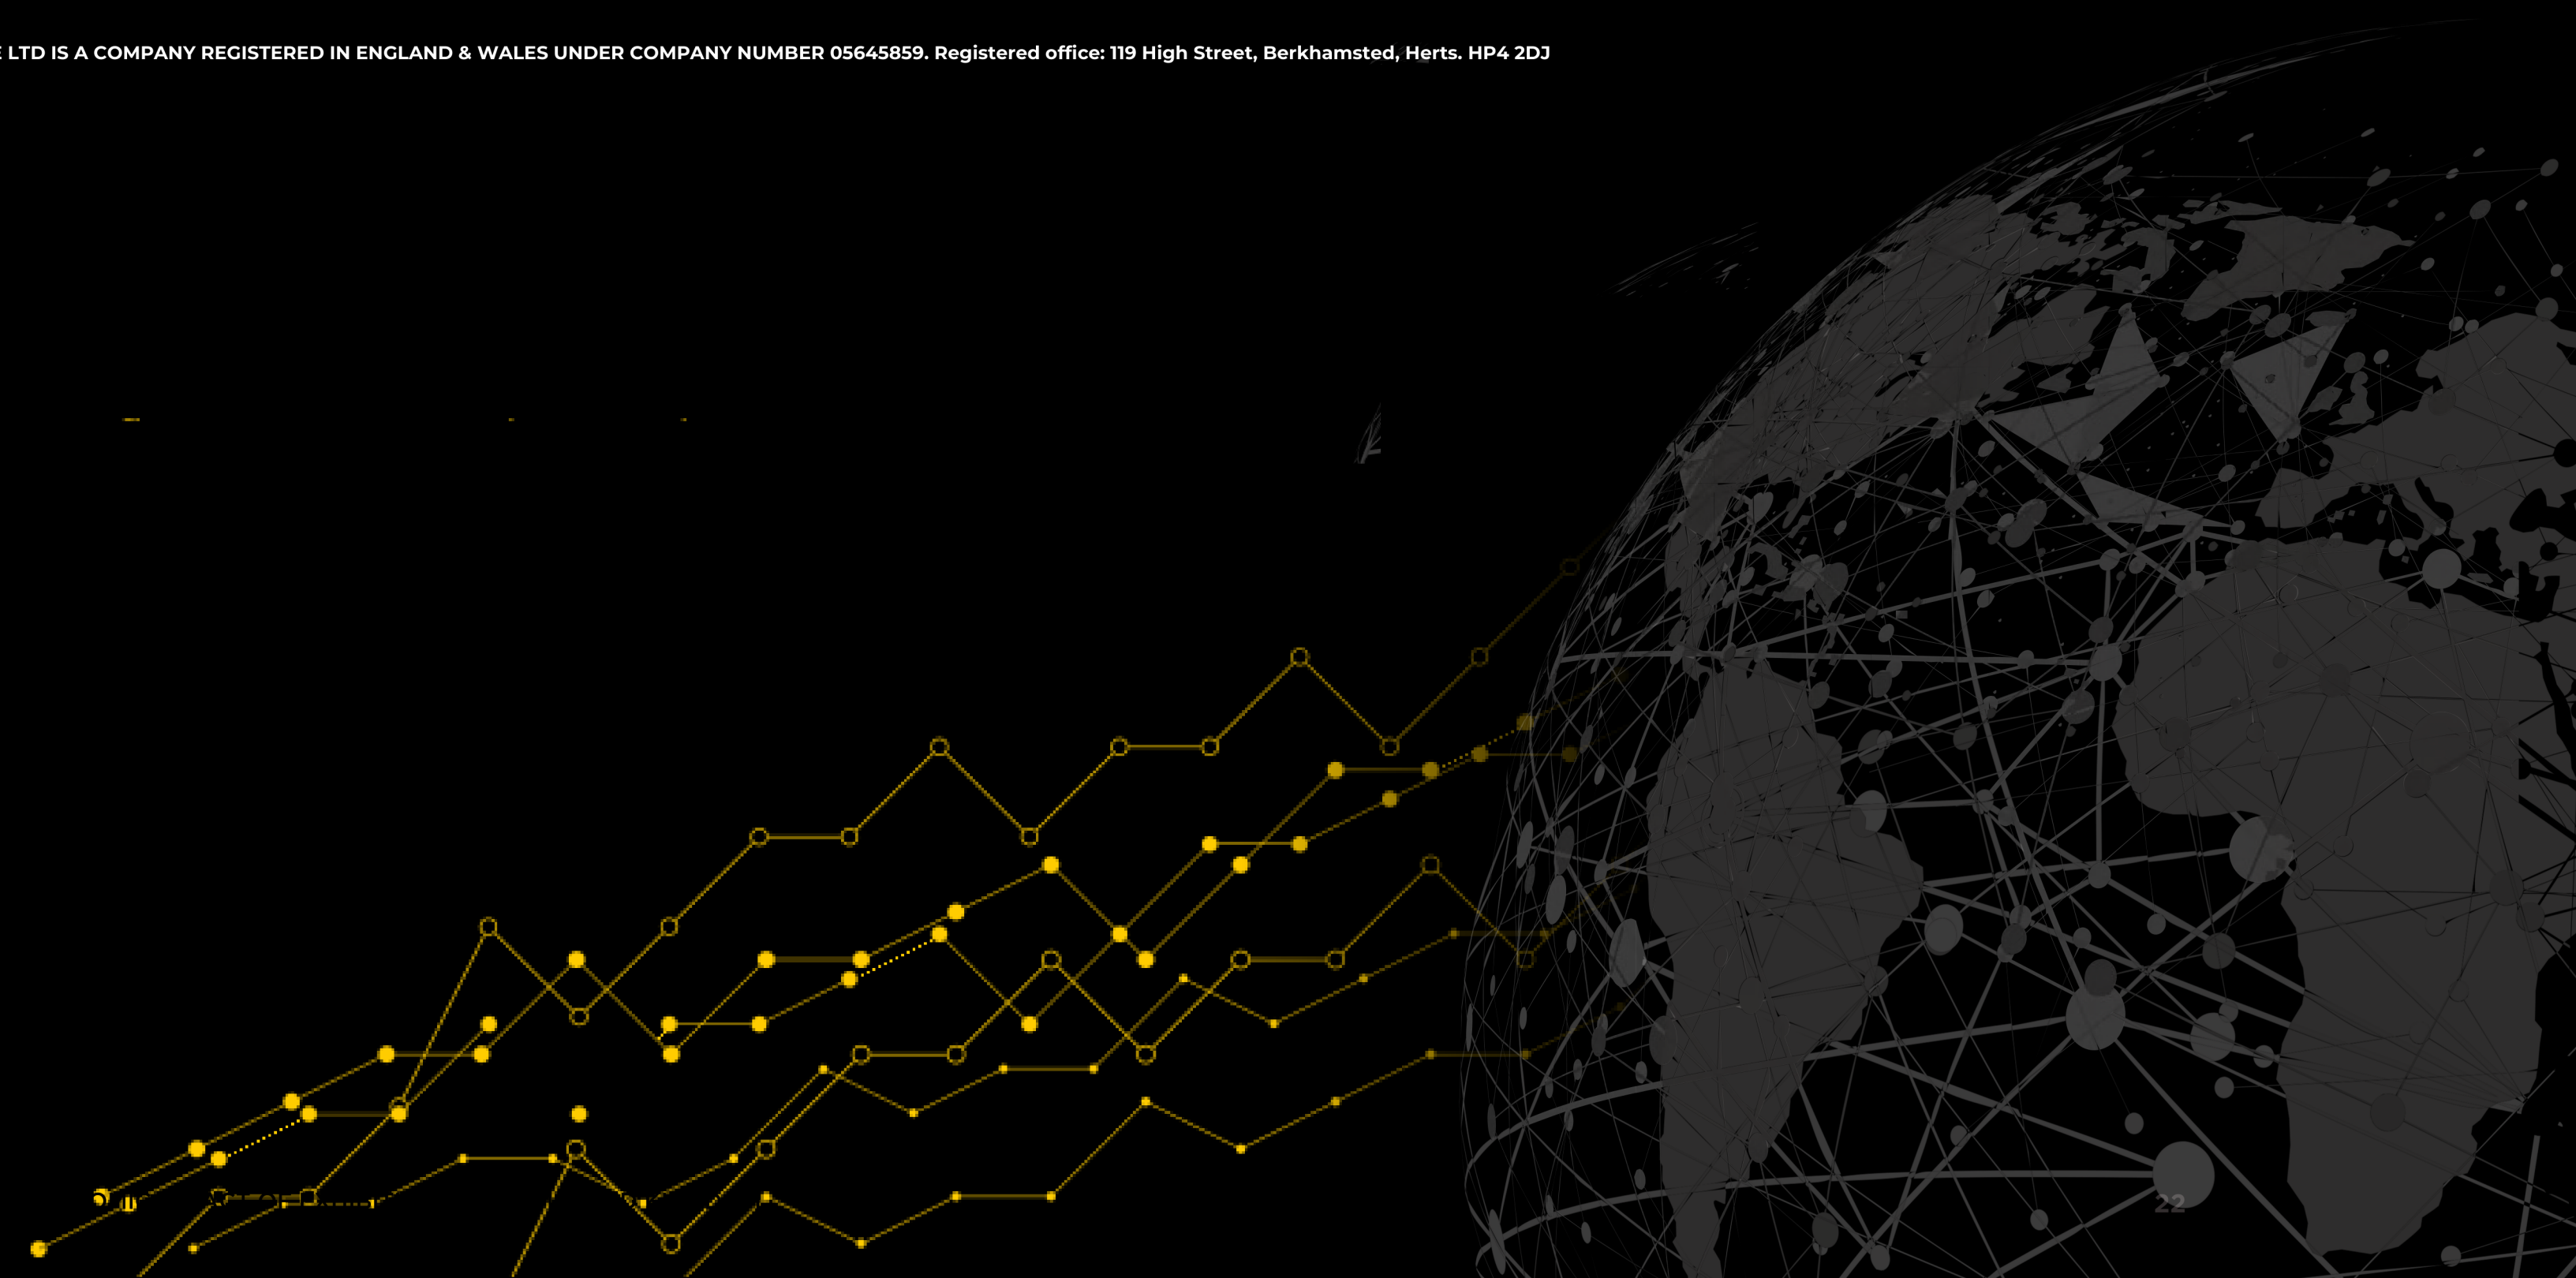 LTD IS A COMPANY REGISTERED IN ENGLAND & WALES UNDER COMPANY NUMBER 05645859. Registered office: 119 High Street, Berkhamsted, Herts. HP4 2DJ
22